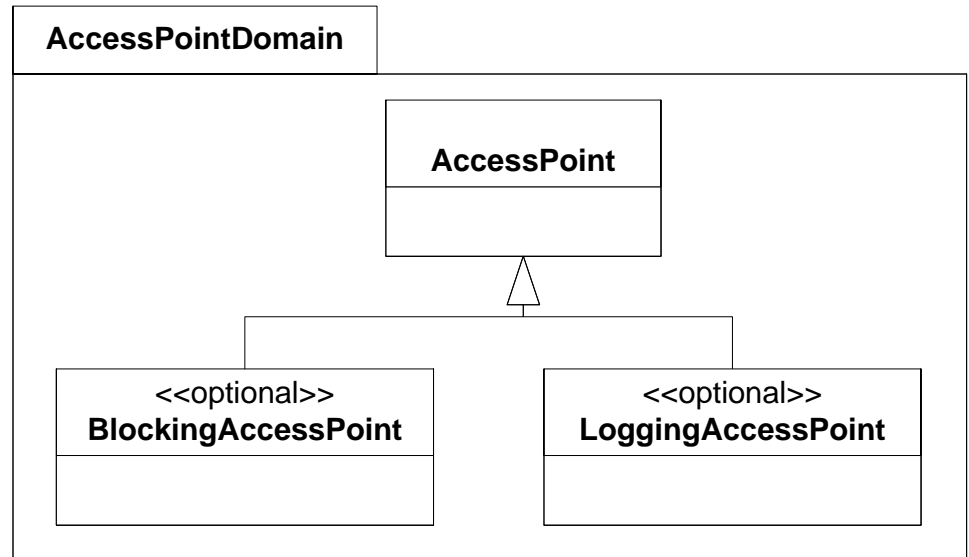 AccessPointDomain
AccessPoint
<<optional>>
BlockingAccessPoint
<<optional>>
LoggingAccessPoint